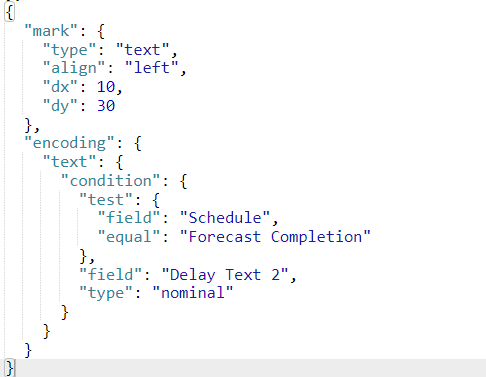 {
  "mark": {
    "type": "text",
    "align": "left",
    "dx": 10,
    "dy": 30
  },
  "encoding": {
    "text": {
      "condition": {
        "test": {
          "field": "Schedule",
          "equal": "Forecast Completion"
        },
        "field": "Delay Text 2",
        "type": "nominal"
      }
    }
  }
}